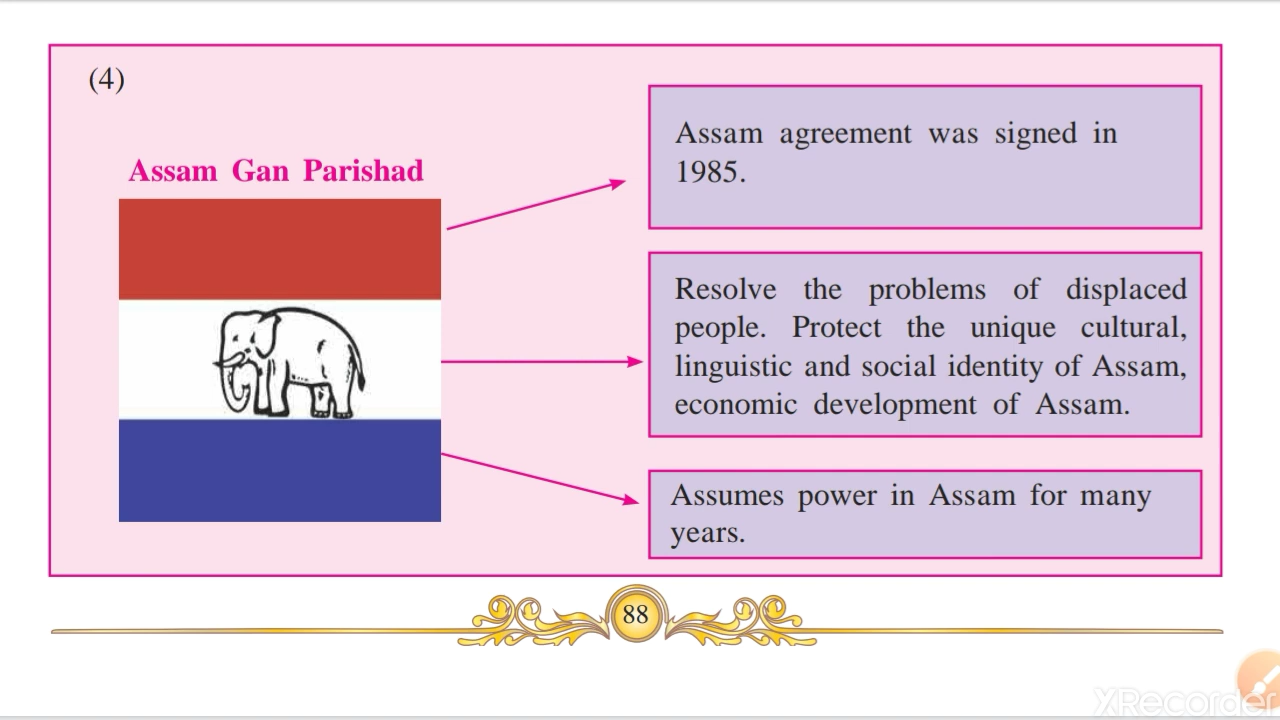 (4)
Assam Gan Parishad
Assam agreement was signed in
1985.
Resolve the problems of displaced
people. Protect the unique cultural,
linguistic and social identity of Assam,
economic development of Assam.
Assumes power in Assam for many
years.
88
XRecorder